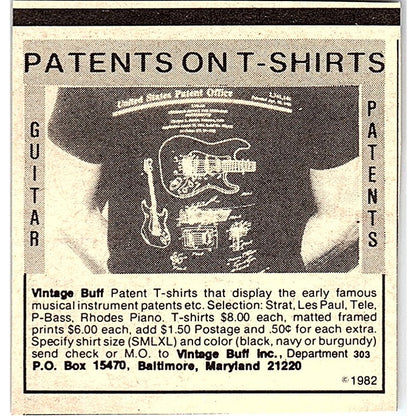 PATENTS ON T-SHIRTS
GUITAR
PATENTS
United States Patent Office
Vintage Buff Patent T-shirts that display the early famous
musical instrument patents etc. Selection: Strat, Les Paul, Tele,
P-Bass, Rhodes Piano. T-shirts $8.00 each, matted framed
prints $6.00 each, add $1.50 Postage and .50¢ for each extra.
Specify shirt size (SMLXL) and color (black, navy or burgundy)
send check or M.O. to Vintage Buff Inc., Department 303
P.O. Box 15470, Baltimore, Maryland 21220
©1982